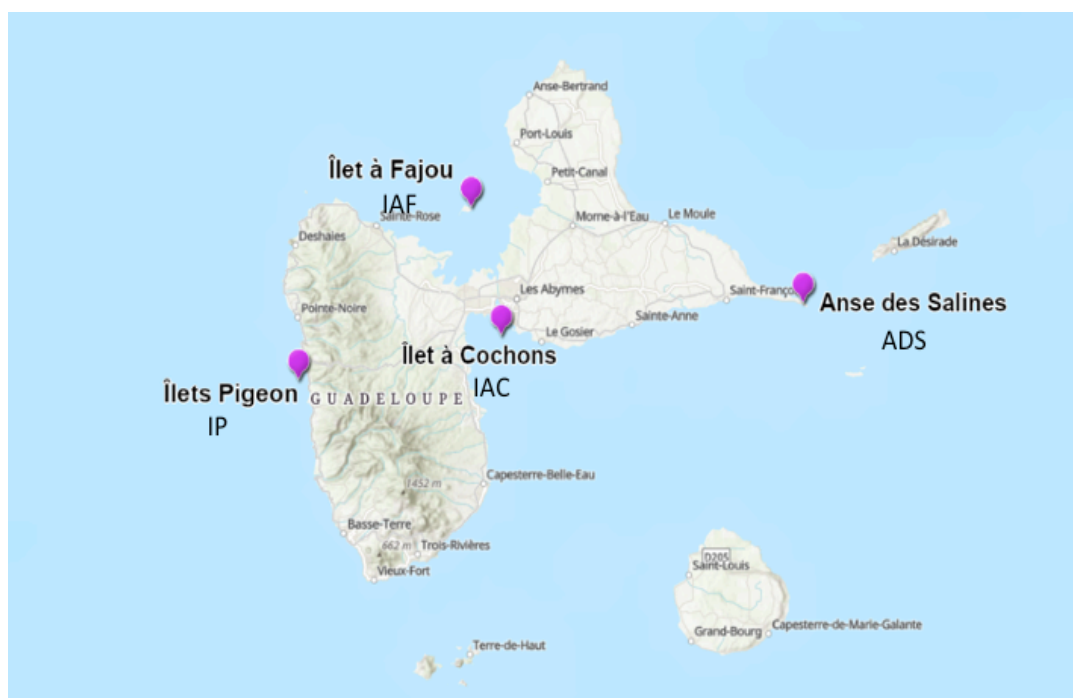 Anse-Bertrand
Port-Louis
Petit-Canal
Îlet à Fajou
IAF
Sainte-Rose
Morne-à-l'Eau
Le Moule
Deshaies
La Désirade
Les Abymes
Saint-Franço
Anse des Salines
ADS
Pointe-Noire
Sainte-Anne
Le Gosier
Îlet à Cochons
IAC
Îlets Pigeon
IP
GUADELOUPE
Capesterre-Belle-Eau
1452 m
Basse-Terre
662 m
Trois-Rivières
Vieux-Fort
D205
Saint-Louis
Grand-Bourg
Capesterre-de-Marie-Galante
Terre-de-Haut